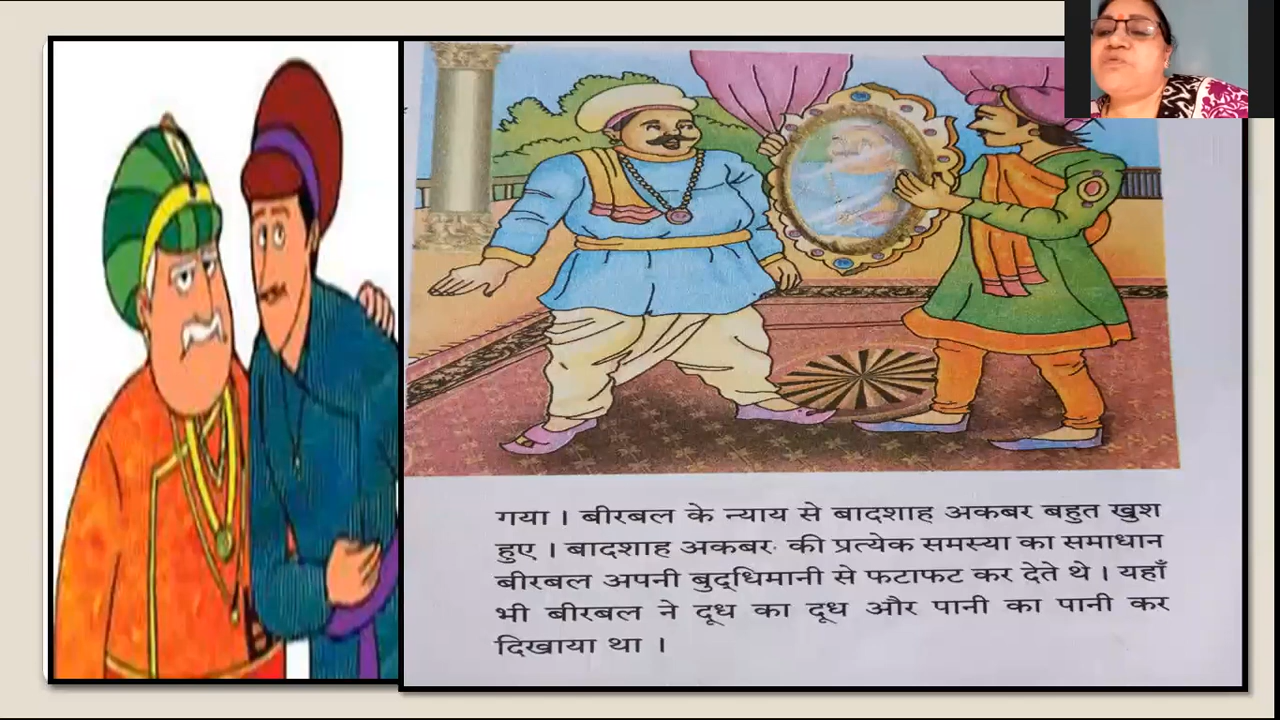 गया । बीरबल के न्याय से बादशाह अकबर बहुत खुश
हुए । बादशाह अकबर की प्रत्येक समस्या का समाधान
बीरबल अपनी बुद्धिमानी से फटाफट कर देते थे । यहाँ
भी बीरबल ने दूध का दूध और पानी का पानी कर
दिखाया था ।